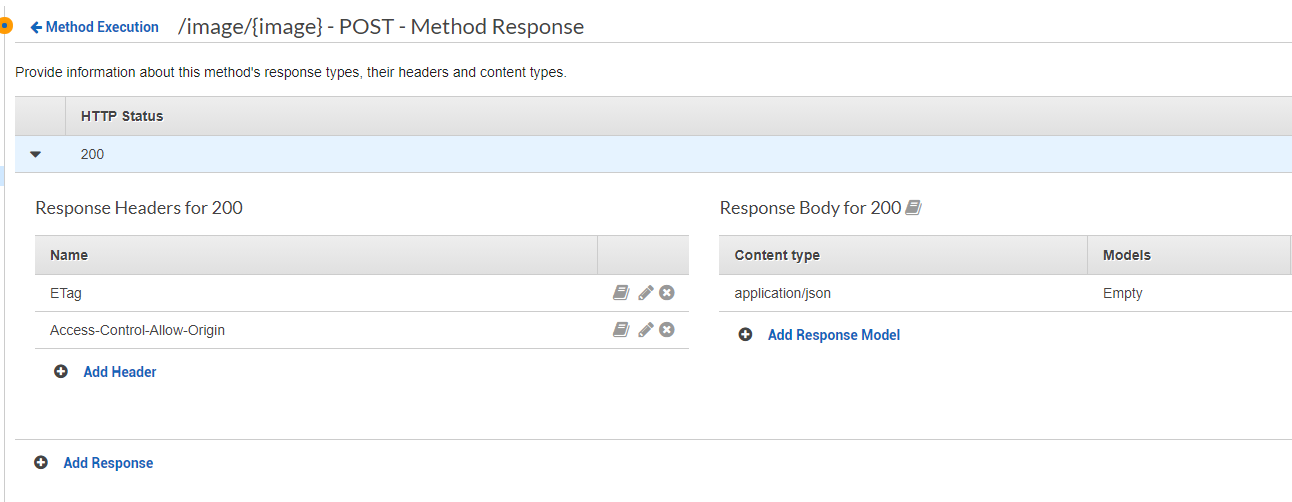 Method Execution /image/{image} - POST - Method Response
Provide information about this method's response types, their headers and content types.
HTTP Status
200
Response Headers for 200
Name
ETag
Access-Control-Allow-Origin
Add Header
Response Body for 200
Content type Models
application/json Empty
Add Response Model
Add Response